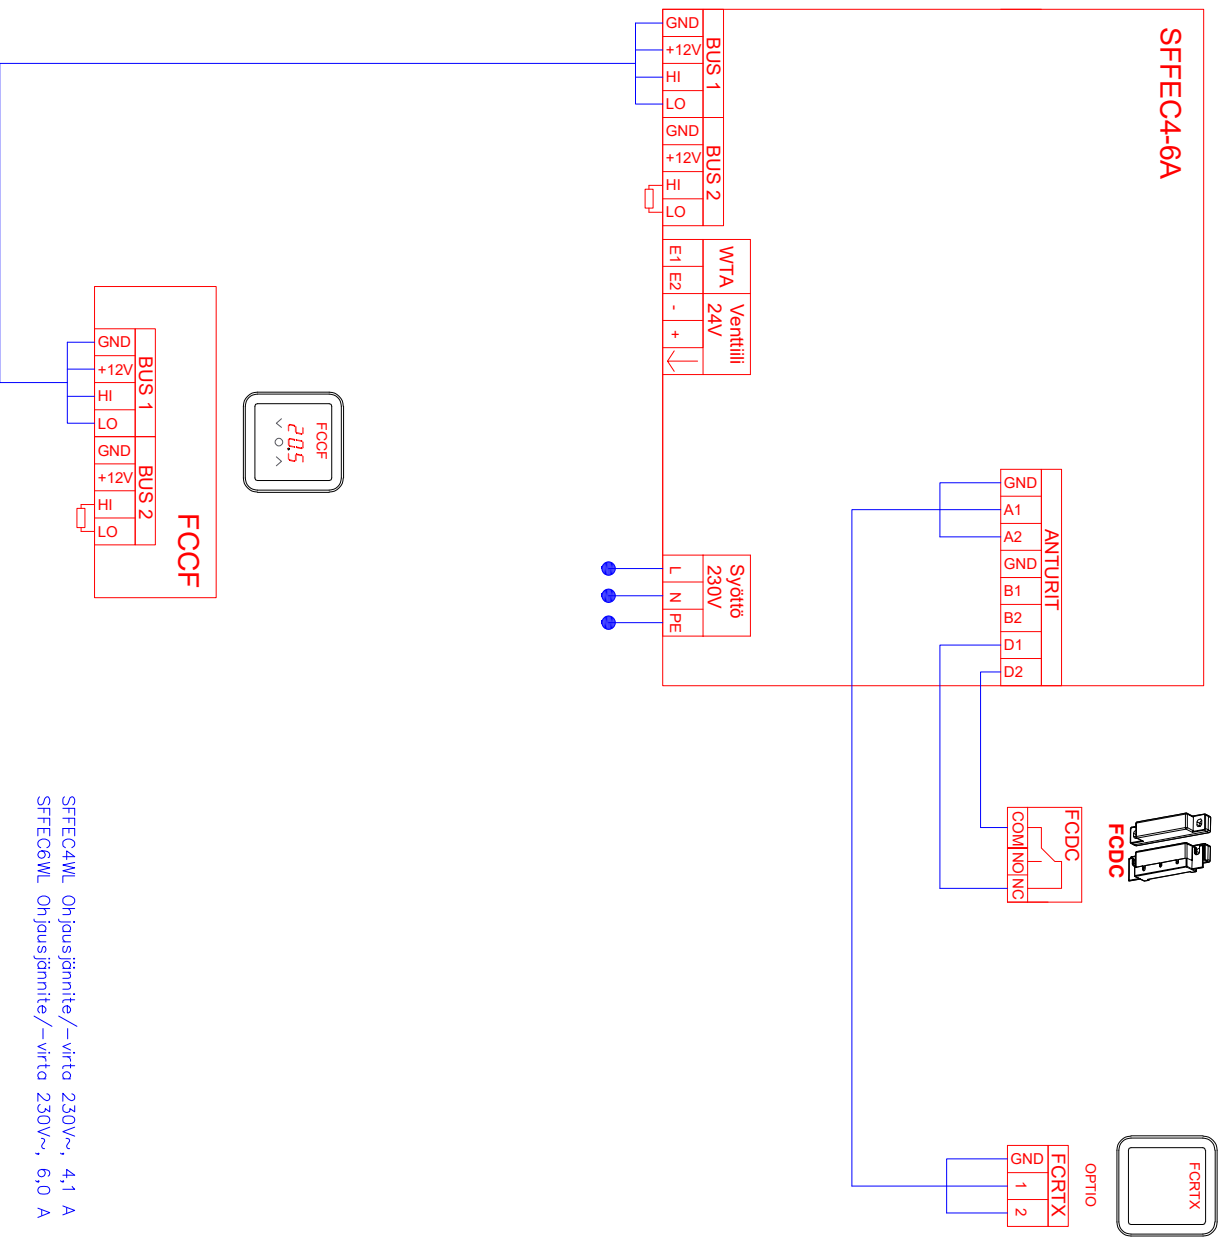 SFFEC4-6A
GND
+12V
HI
LO
BUS 1
GND
+12V
HI
LO
BUS 2
E1
E2
WTA
-
+
Venttiili
24V
L
N
PE
Syöttö
230V
GND
A1
A2
GND
B1
B2
D1
D2
ANTURIT
GND
+12V
HI
LO
BUS 1
GND
+12V
HI
LO
BUS 2
FCCF
FCCF
20.5
FCDC
COM
NO
NC
FCDC
GND
1
2
FCRTX
OPTIO
FCRTX
SFFEC4WL Ohjausjännite/-virta 230V~, 4,1 A
SFFEC6WL Ohjausjännite/-virta 230V~, 6,0 A